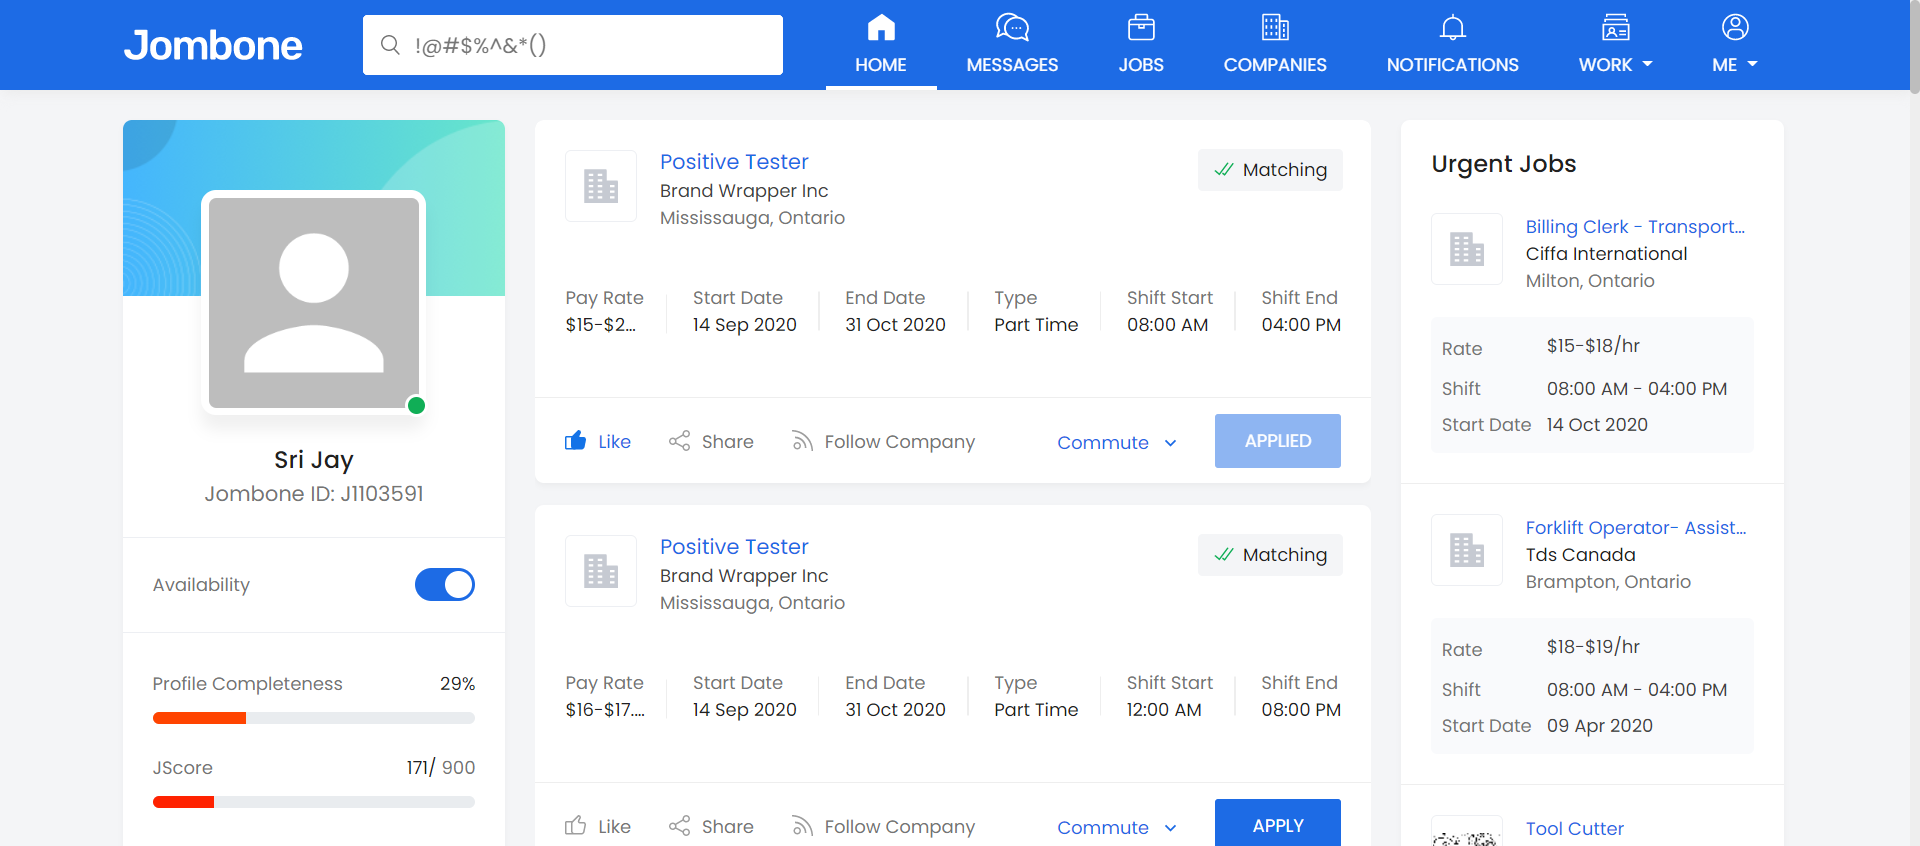 Jombone
!@#$%^&*()
HOME
MESSAGES
JOBS
COMPANIES
NOTIFICATIONS
WORK
ME
Sri Jay
Jombone ID: J1103591
Availability
Profile Completeness 29%
JScore 171/ 900
Positive Tester
Brand Wrapper Inc
Mississauga, Ontario
Matching
Pay Rate Start Date End Date Type Shift Start Shift End
$15-$2... 14 Sep 2020 31 Oct 2020 Part Time 08:00 AM 04:00 PM
Like Share Follow Company Commute APPLIED
Positive Tester
Brand Wrapper Inc
Mississauga, Ontario
Matching
Pay Rate Start Date End Date Type Shift Start Shift End
$16-$17.... 14 Sep 2020 31 Oct 2020 Part Time 12:00 AM 08:00 PM
Like Share Follow Company Commute APPLY
Urgent Jobs
Billing Clerk - Transport...
Ciffa International
Milton, Ontario
Rate $15-$18/hr
Shift 08:00 AM - 04:00 PM
Start Date 14 Oct 2020
Forklift Operator- Assist...
Tds Canada
Brampton, Ontario
Rate $18-$19/hr
Shift 08:00 AM - 04:00 PM
Start Date 09 Apr 2020
Tool Cutter